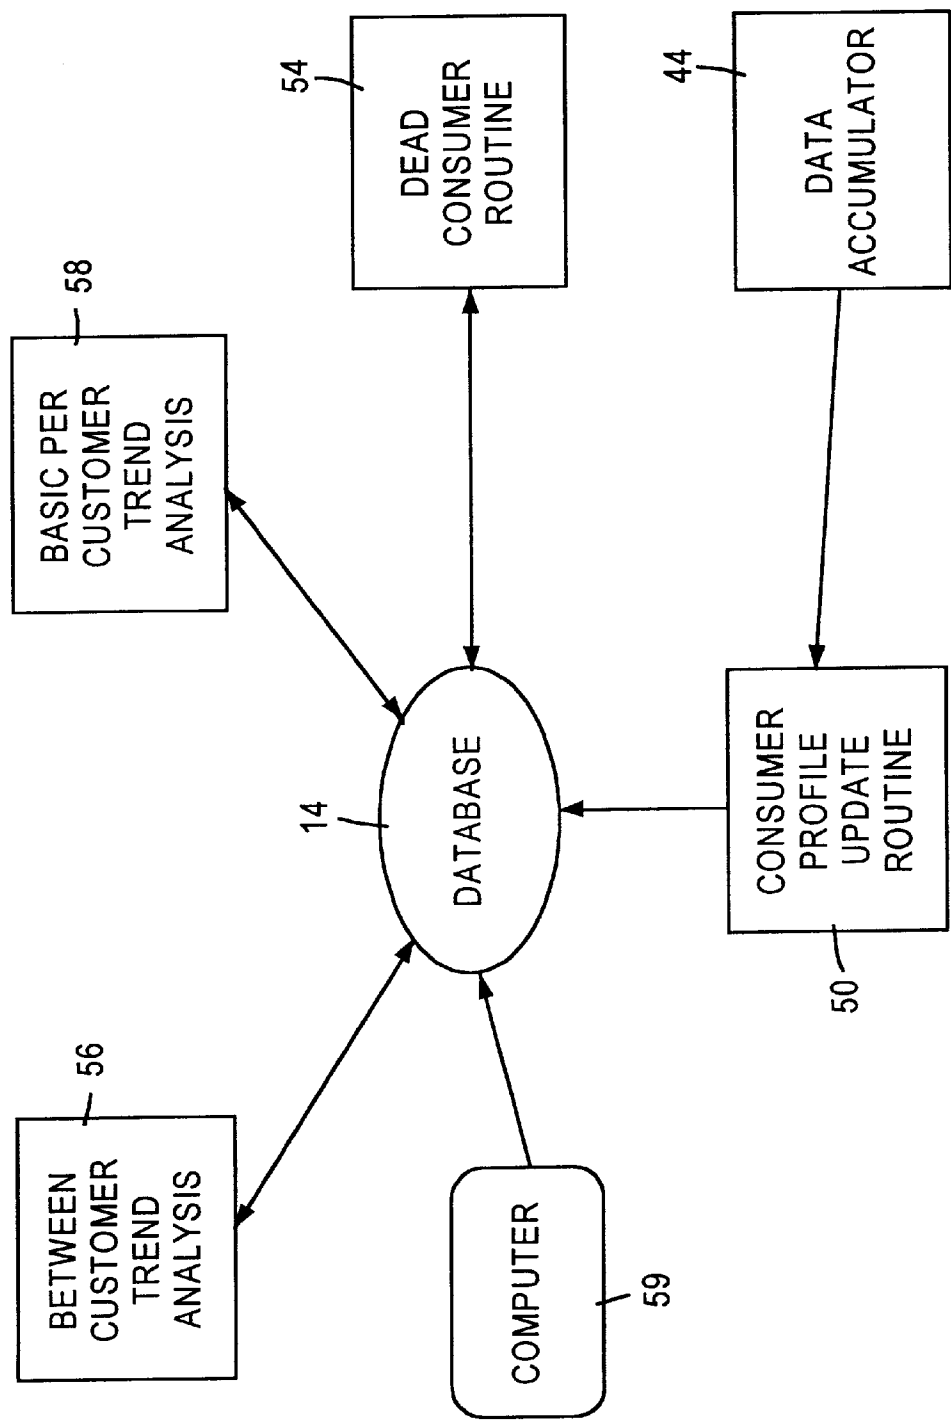 56
BETWEEN
CUSTOMER
TREND
ANALYSIS
58
BASIC PER
CUSTOMER
TREND
ANALYSIS
14
DATABASE
54
DEAD
CONSUMER
ROUTINE
COMPUTER
59
CONSUMER
PROFILE
UPDATE
ROUTINE
50
44
DATA
ACCUMULATOR